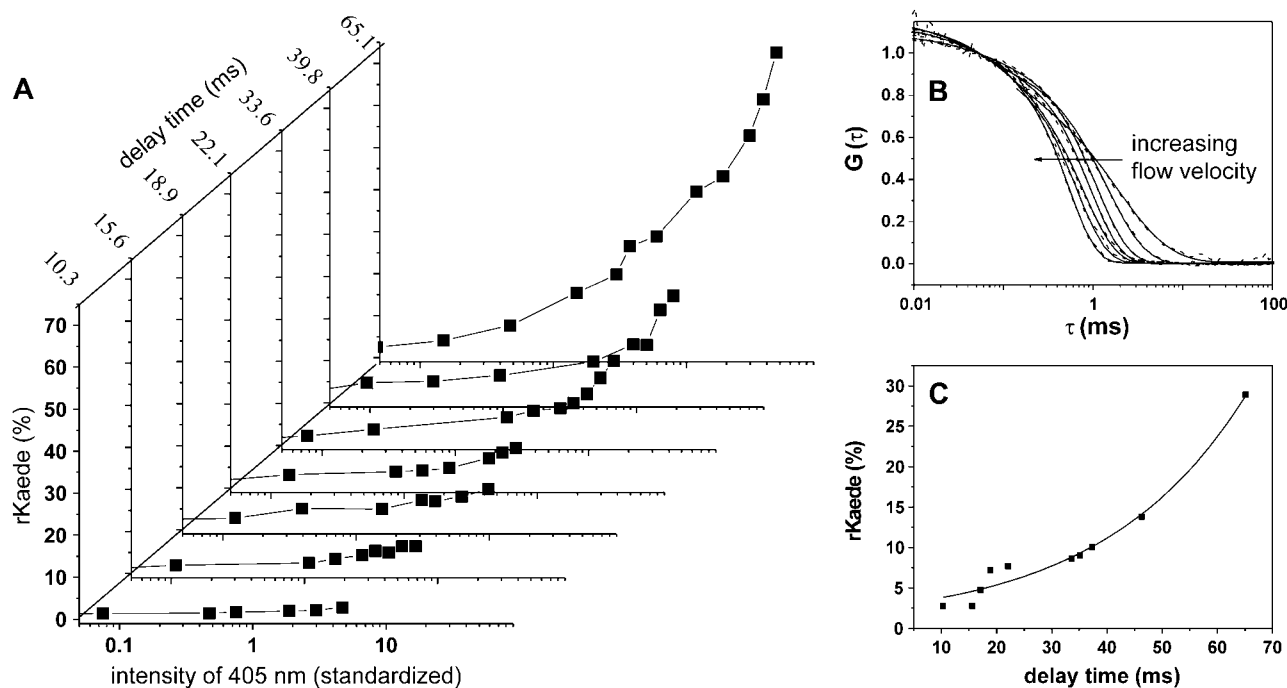 A
delay time (ms)
10.3
15.6
18.9
22.1
33.6
39.8
65.1
rKaede (%)
70
60
50
40
30
20
10
0
0.1 1 10
intensity of 405 nm (standardized)
B
G (τ)
1.0
0.8
0.6
0.4
0.2
0.0
increasing
flow velocity
0.01 1 100
τ (ms)
C
rKaede (%)
30
25
20
15
10
5
0
10 20 30 40 50 60 70
delay time (ms)